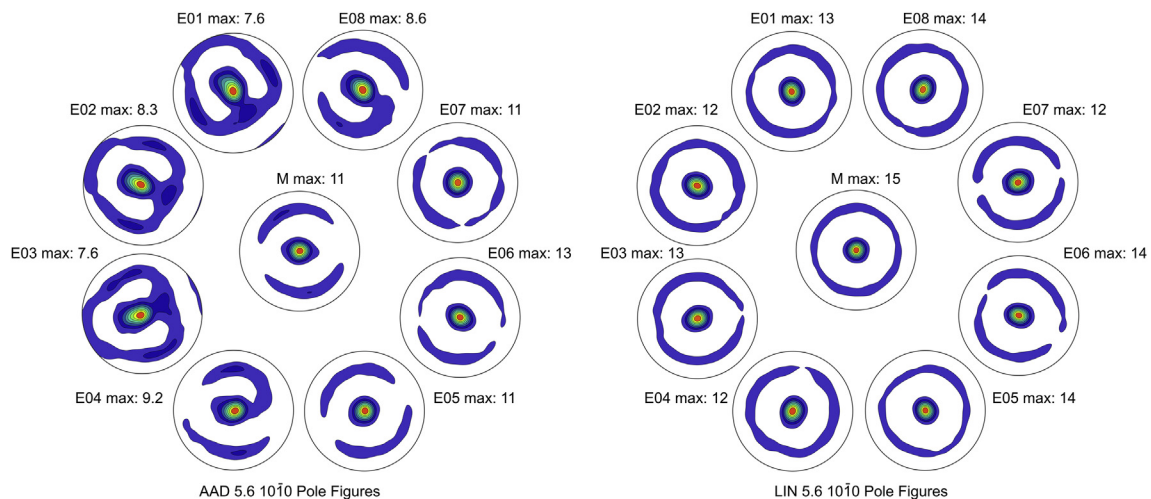 E01 max: 7.6
E08 max: 8.6
E02 max: 8.3
E07 max: 11
M max: 11
E03 max: 7.6
E06 max: 13
E04 max: 9.2
E05 max: 11
AAD 5.6 101̄0 Pole Figures
E01 max: 13
E08 max: 14
E02 max: 12
E07 max: 12
M max: 15
E03 max: 13
E06 max: 14
E04 max: 12
E05 max: 14
LIN 5.6 101̄0 Pole Figures